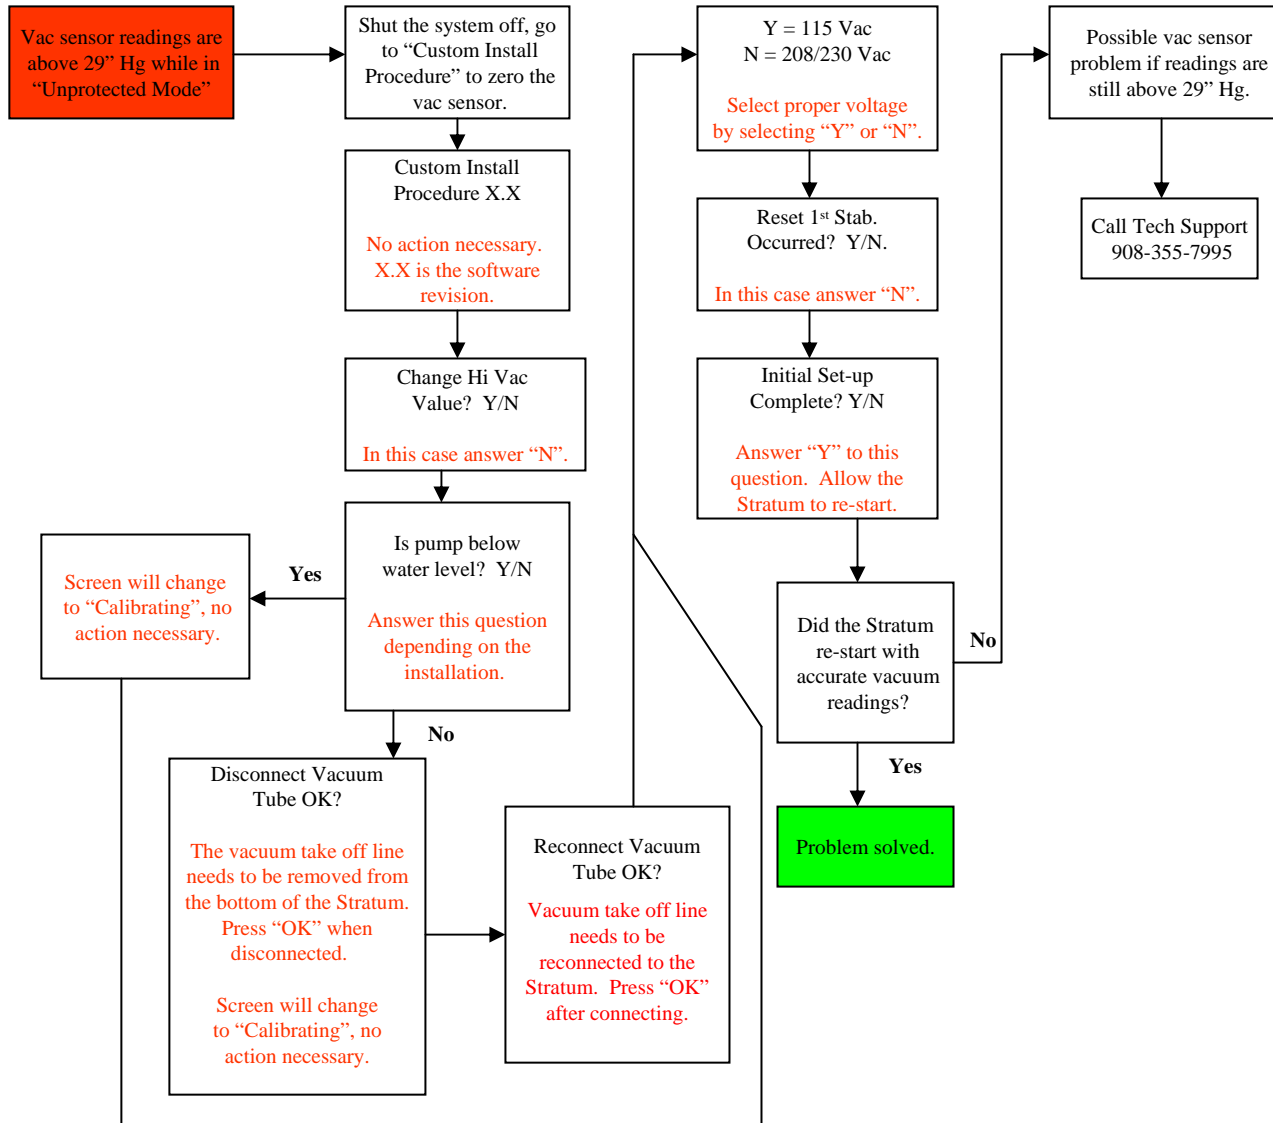 Vac sensor readings are
above 29” Hg while in
“Unprotected Mode”
Shut the system off, go
to “Custom Install
Procedure” to zero the
vac sensor.
Custom Install
Procedure X.X
No action necessary.
X.X is the software
revision.
Change Hi Vac
Value?  Y/N
In this case answer “N”.
Is pump below
water level?  Y/N
Answer this question
depending on the
installation.
Yes
Screen will change
to “Calibrating”, no
action necessary.
No
Disconnect Vacuum
Tube OK?
The vacuum take off line
needs to be removed from
the bottom of the Stratum.
Press “OK” when
disconnected.
Screen will change
to “Calibrating”, no
action necessary.
Reconnect Vacuum
Tube OK?
Vacuum take off line
needs to be
reconnected to the
Stratum.  Press “OK”
after connecting.
Y = 115 Vac
N = 208/230 Vac
Select proper voltage
by selecting “Y” or “N”.
Reset 1st Stab.
Occurred?  Y/N.
In this case answer “N”.
Initial Set-up
Complete? Y/N
Answer “Y” to this
question.  Allow the
Stratum to re-start.
Did the Stratum
re-start with
accurate vacuum
readings?
No
Yes
Problem solved.
Possible vac sensor
problem if readings are
still above 29” Hg.
Call Tech Support
908-355-7995